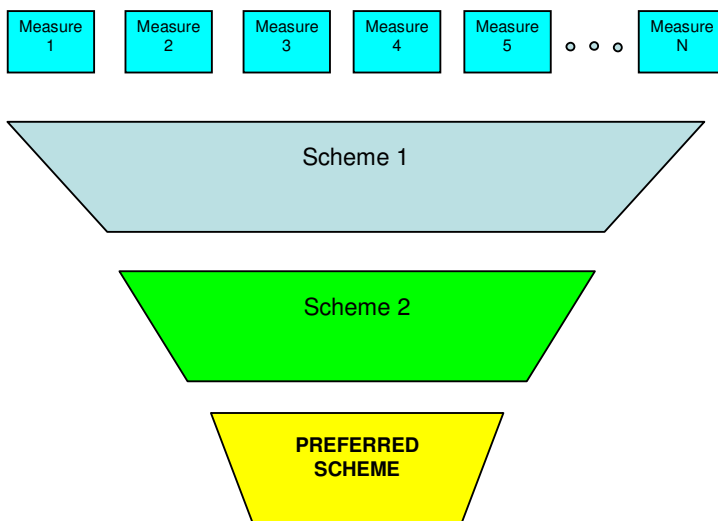 Measure
1
Measure
2
Measure
3
Measure
4
Measure
5
Measure
N
Scheme 1
Scheme 2
PREFERRED
SCHEME